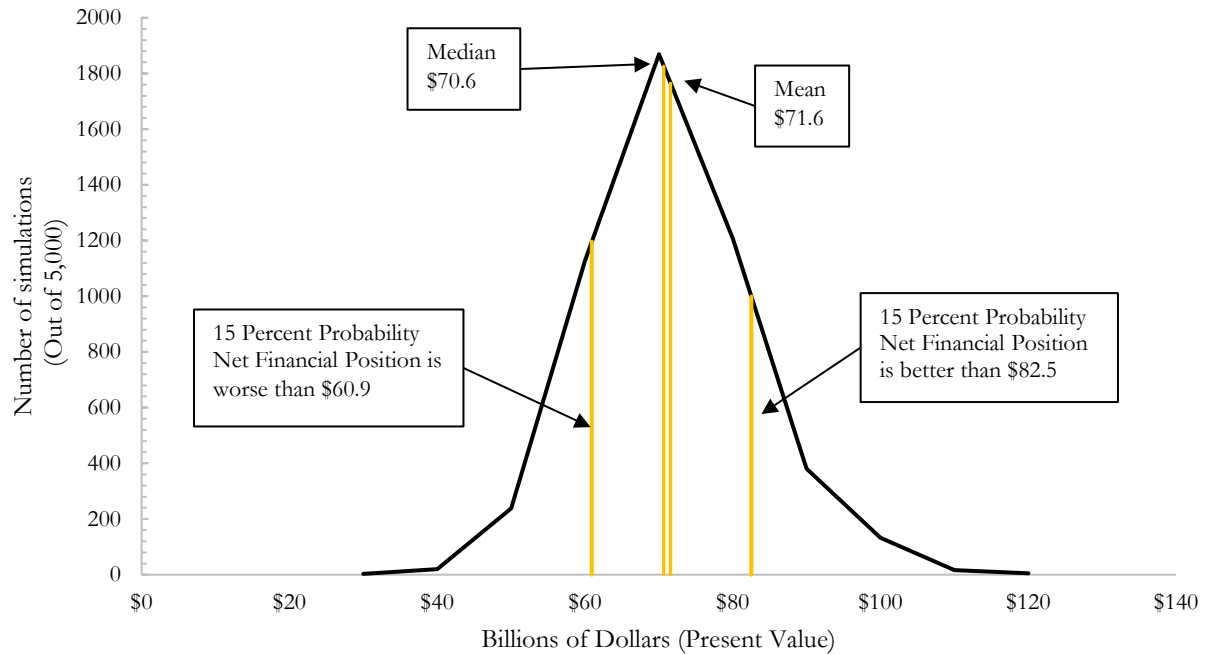 2000
1800
1600
1400
1200
1000
800
600
400
200
0
Number of simulations
(Out of 5,000)
Median
$70.6
Mean
$71.6
15 Percent Probability
Net Financial Position is
worse than $60.9
15 Percent Probability
Net Financial Position
is better than $82.5
$0 $20 $40 $60 $80 $100 $120 $140
Billions of Dollars (Present Value)